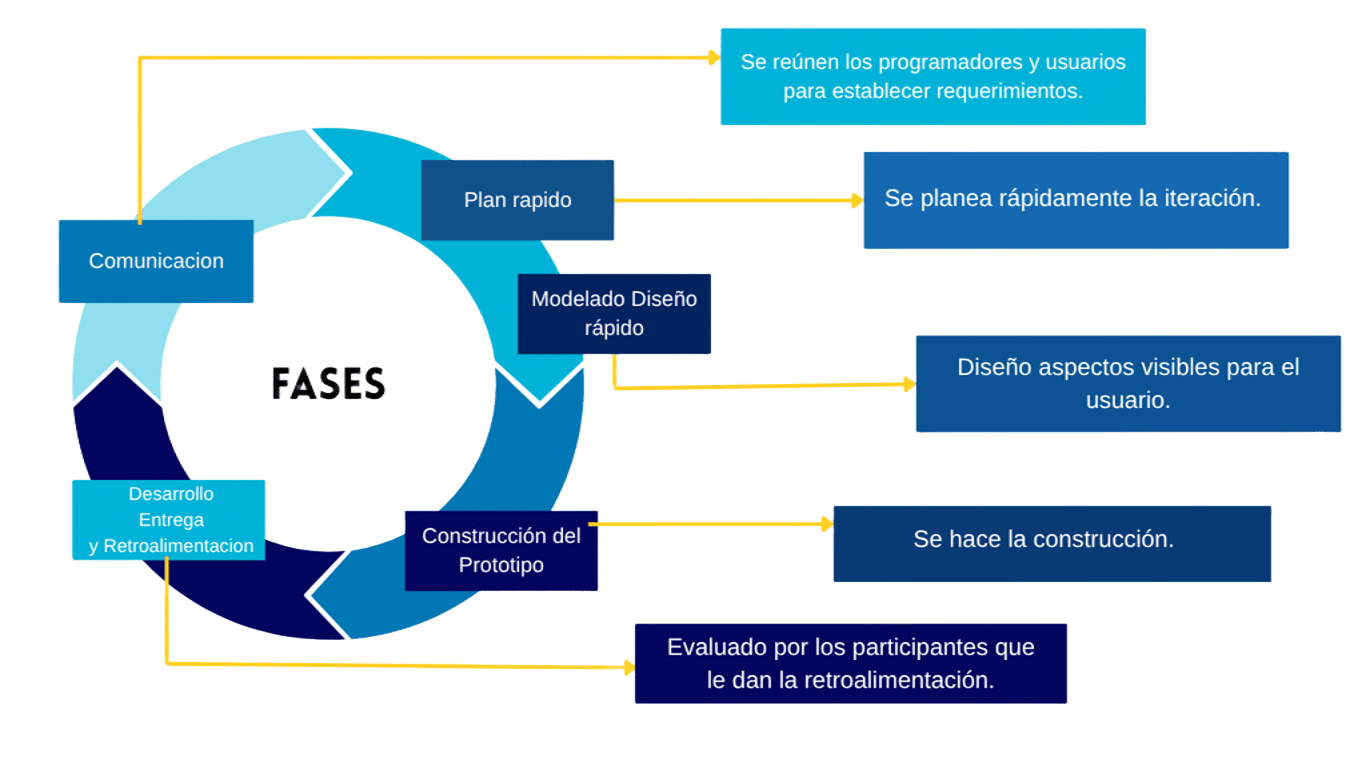 Se reúnen los programadores y usuarios
para establecer requerimientos.
Plan rapido
Se planea rápidamente la iteración.
Comunicacion
Modelado Diseño
rápido
FASES
Diseño aspectos visibles para el
usuario.
Desarrollo
Entrega
y Retroalimentacion
Construcción del
Prototipo
Se hace la construcción.
Evaluado por los participantes que
le dan la retroalimentación.